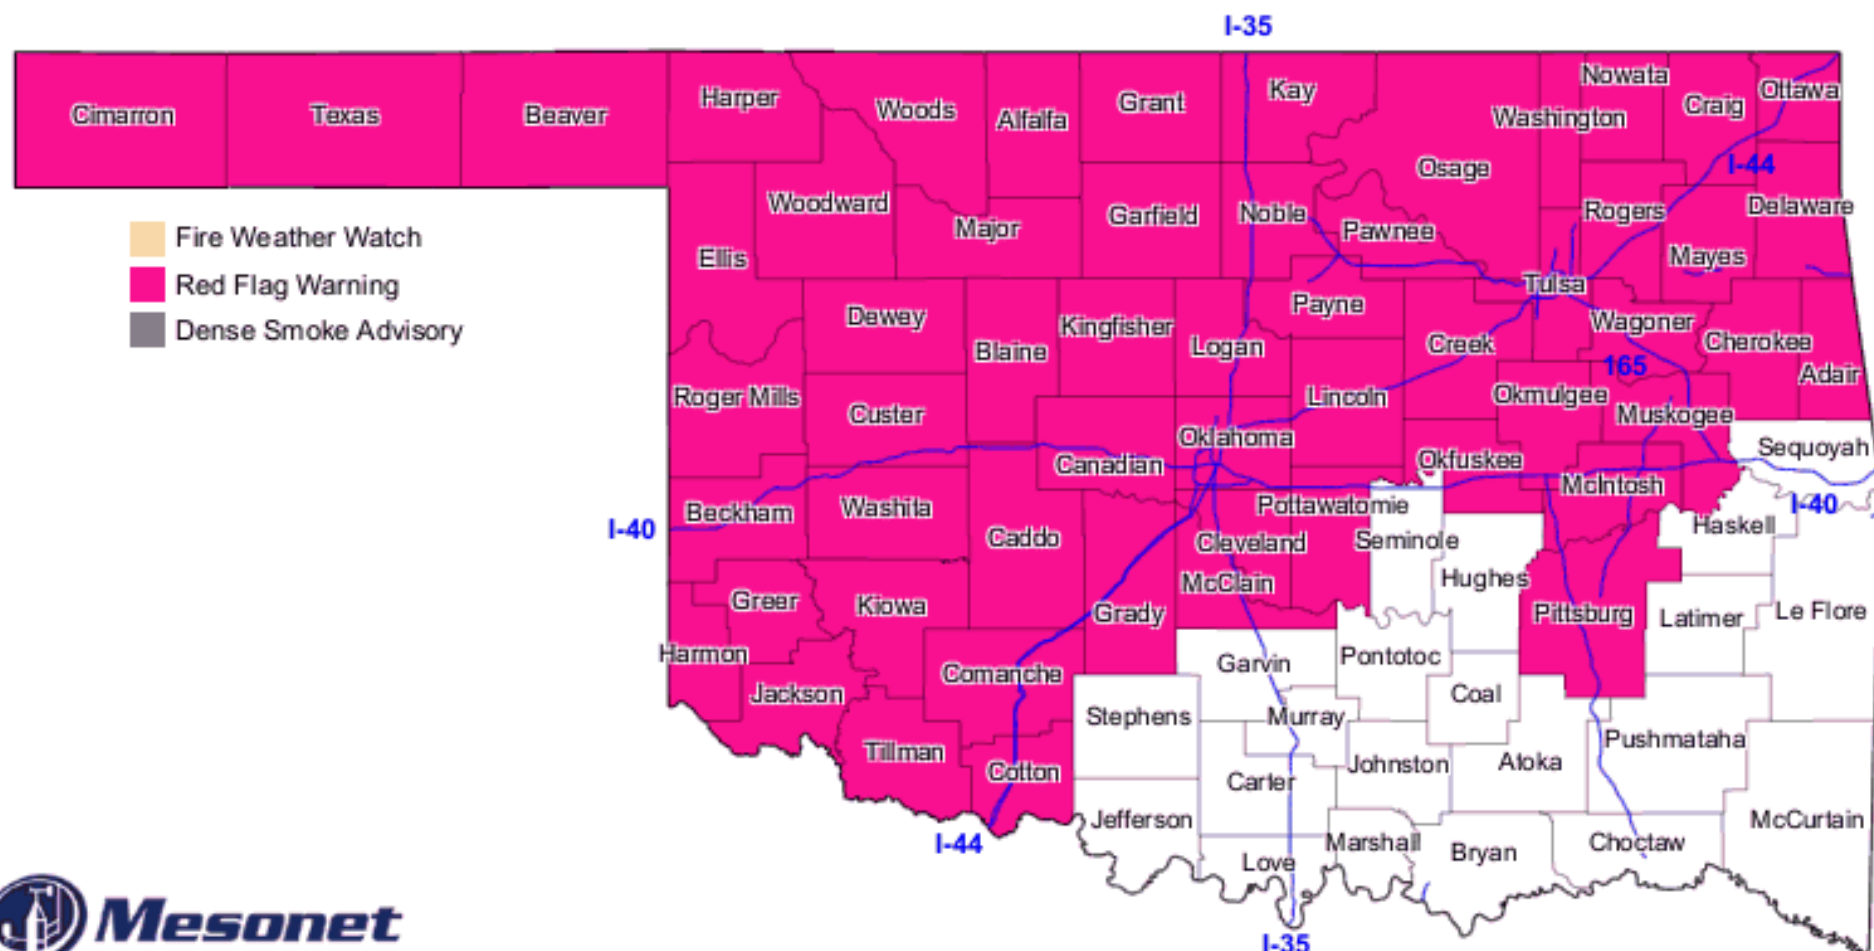 I-35
Cimarron
Texas
Beaver
Harper
Woods
Alfalfa
Grant
Kay
Osage
Washington
Nowata
Craig
Ottawa
I-44
Fire Weather Watch
Red Flag Warning
Dense Smoke Advisory
Ellis
Woodward
Major
Garfield
Noble
Pawnee
Rogers
Delaware
Mayes
Tulsa
Dewey
Blaine
Kingfisher
Logan
Payne
Creek
Wagoner
Cherokee
Adair
165
Roger Mills
Custer
Canadian
Oklahoma
Lincoln
Okmulgee
Muskogee
Sequoyah
Okfuskee
McIntosh
I-40
I-40
Beckham
Washita
Caddo
Pottawatomie
Cleveland
Seminole
Haskell
McClain
Hughes
Greer
Kiowa
Grady
Pittsburg
Latimer
Le Flore
Harmon
Jackson
Comanche
Garvin
Pontotoc
Coal
Stephens
Murray
Tillman
Cotton
Carter
Johnston
Atoka
Pushmataha
Jefferson
McCurtain
I-44
Love
Marshall
Bryan
Choctaw
Mesonet
I-35